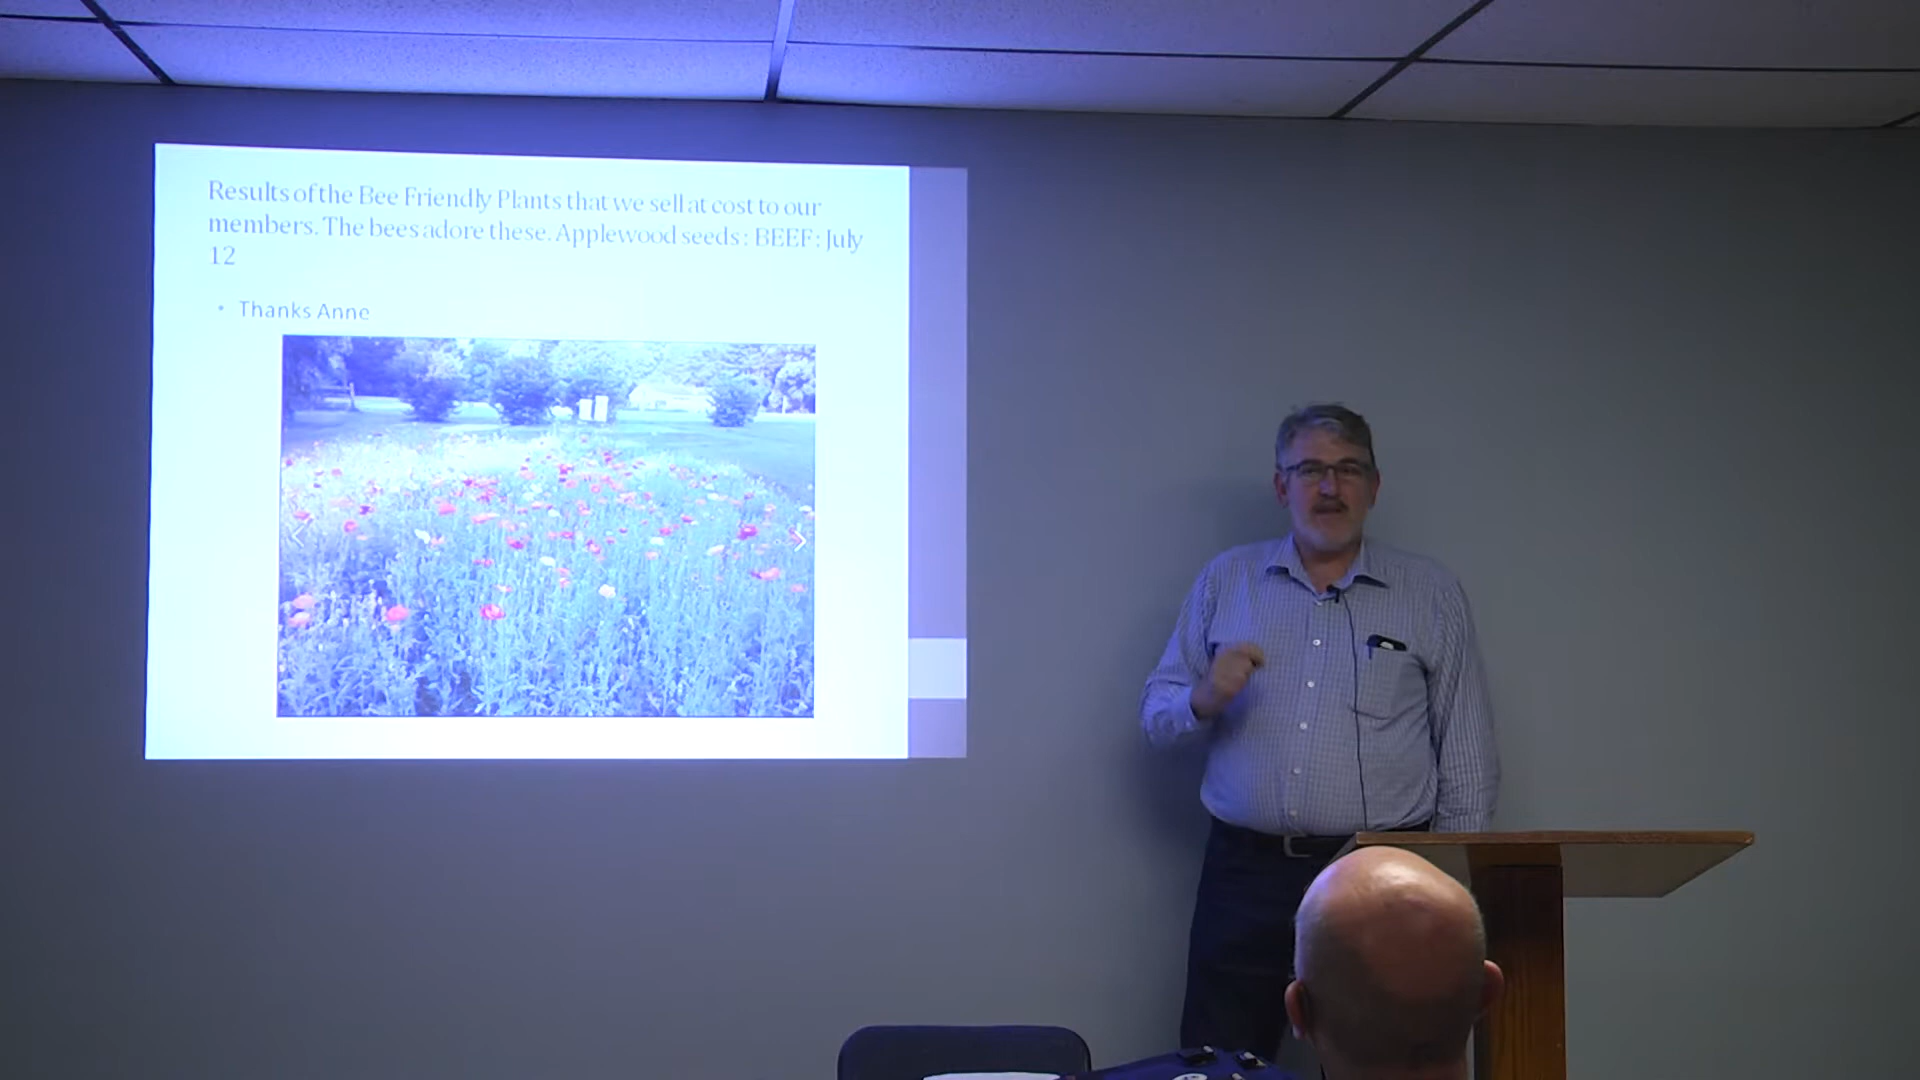 Results of the Bee Friendly Plants that we sell at cost to our
members. The bees adore these. Applewood seeds : BEEF : July
12
• Thanks Anne